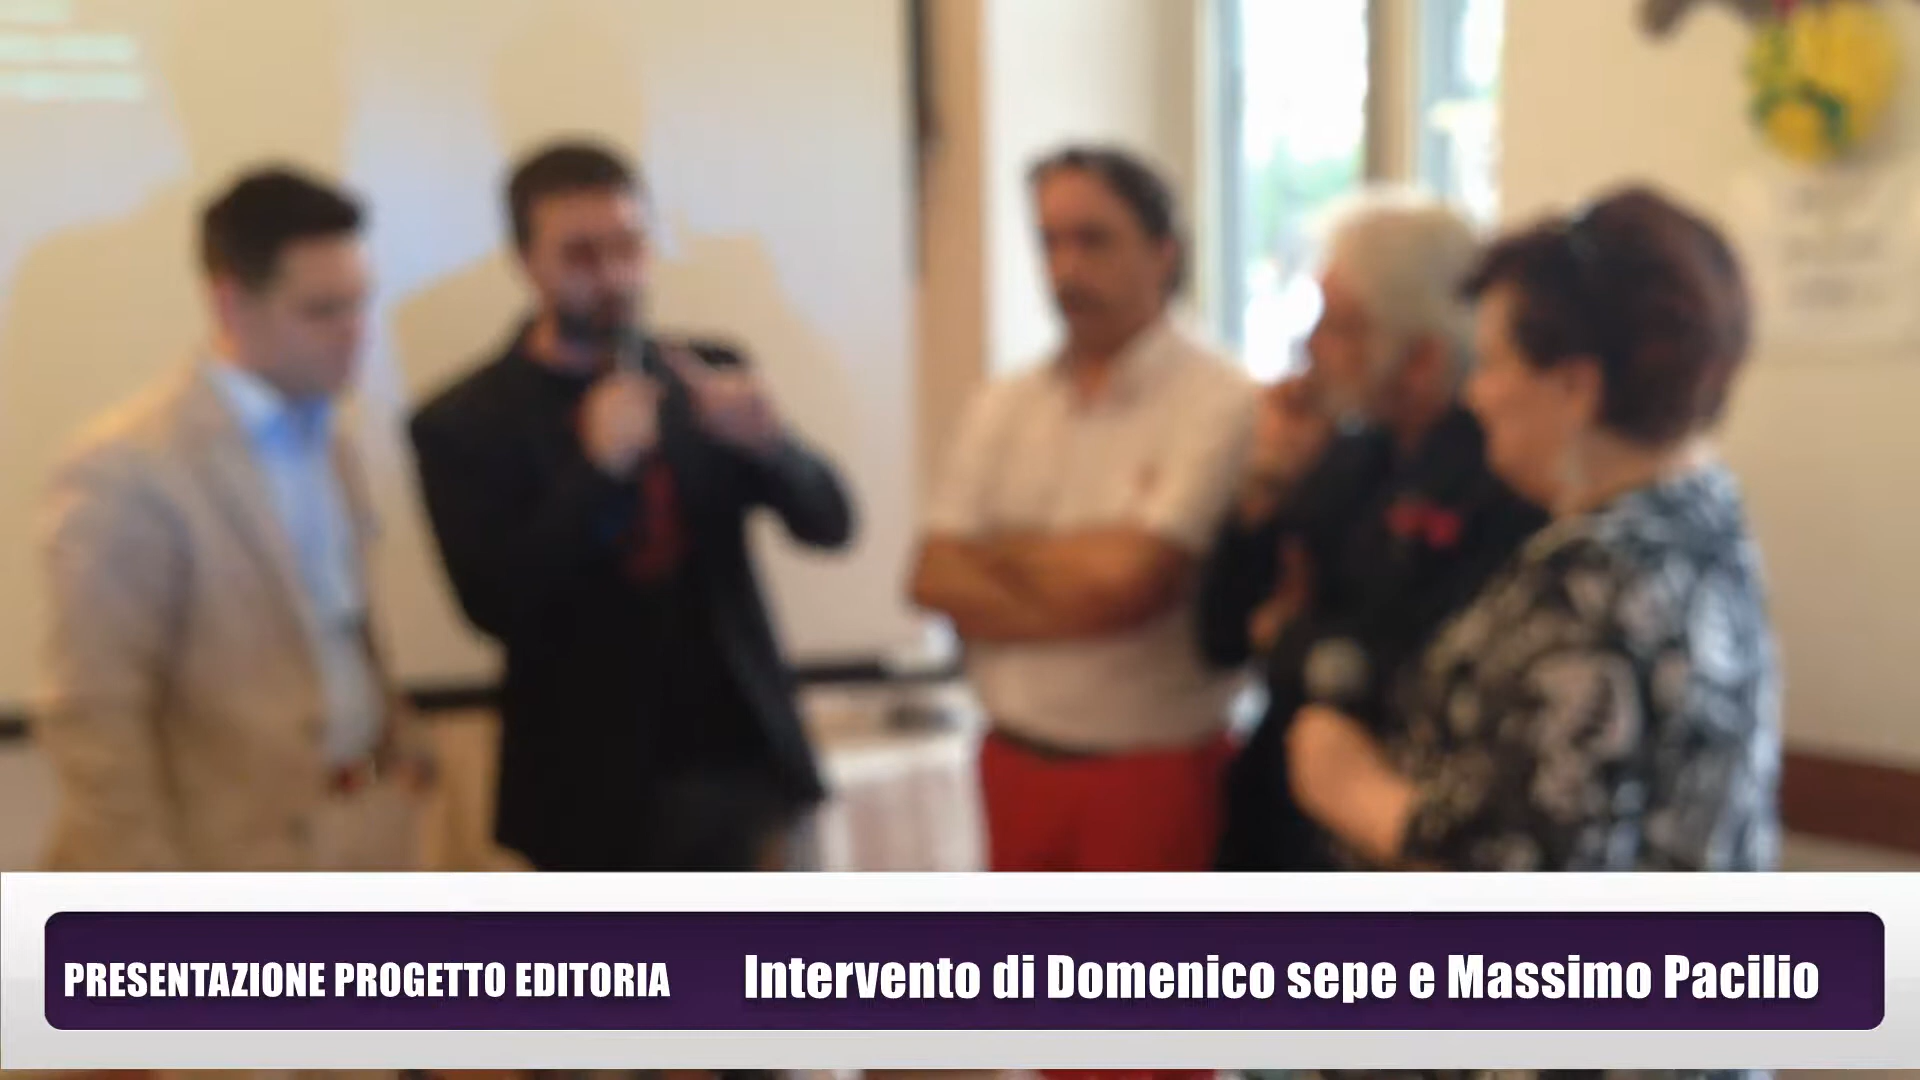 PRESENTAZIONE PROGETTO EDITORIA
Intervento di Domenico sepe e Massimo Pacilio